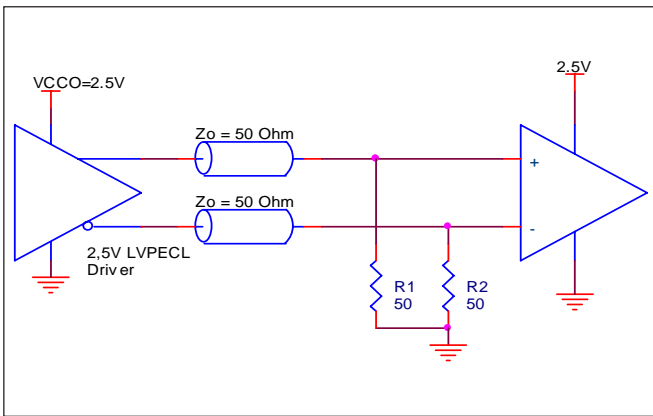 VCCO=2.5V
2.5V
Zo = 50 Ohm
+
Zo = 50 Ohm
-
2,5V LVPECL
Driver
R1
50
R2
50